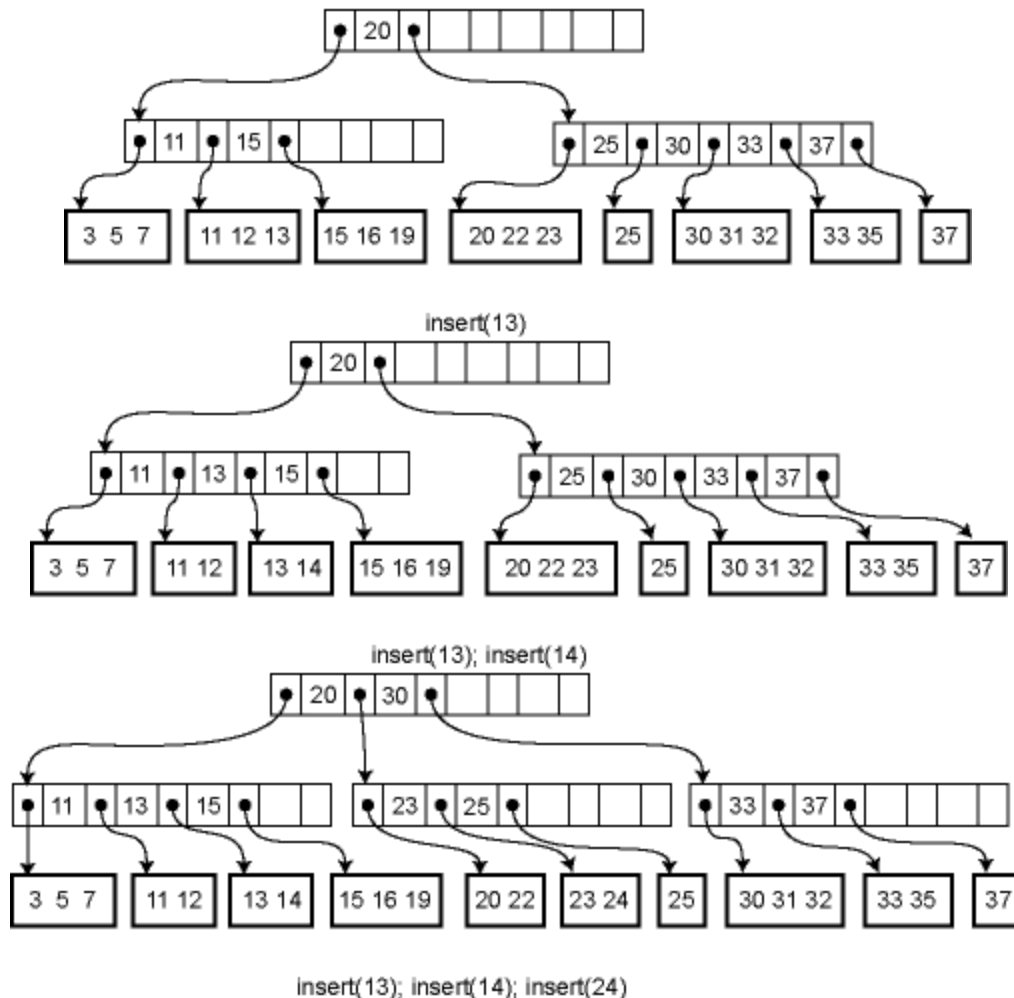 20
11 15
25 30 33 37
3 5 7
11 12 13
15 16 19
20 22 23
25
30 31 32
33 35
37
insert(13)
20
11 13 15
25 30 33 37
3 5 7
11 12
13 14
15 16 19
20 22 23
25
30 31 32
33 35
37
insert(13); insert(14)
20 30
11 13 15
23 25
33 37
3 5 7
11 12
13 14
15 16 19
20 22
23 24
25
30 31 32
33 35
37
insert(13); insert(14); insert(24)